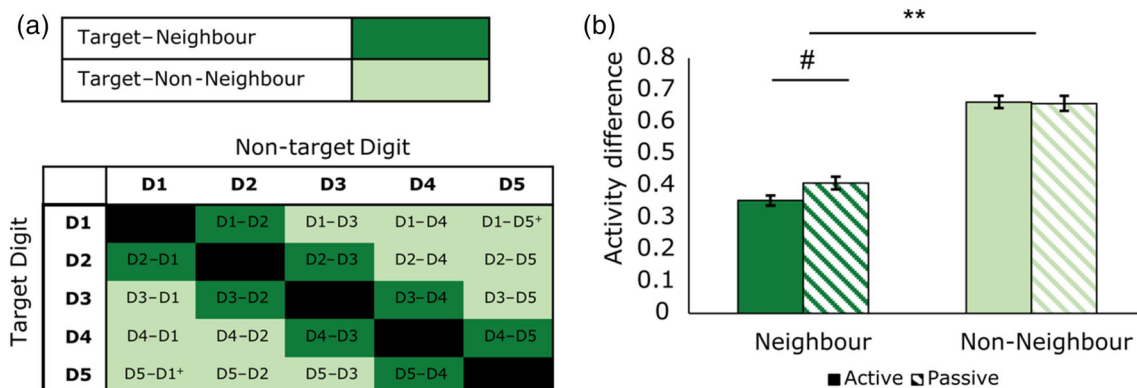 (a)
Target–Neighbour
Target–Non-Neighbour
Non-target Digit
D1 D2 D3 D4 D5
Target Digit
D1 D1–D2 D1–D3 D1–D4 D1–D5⁺
D2 D2–D1 D2–D3 D2–D4 D2–D5
D3 D3–D1 D3–D2 D3–D4 D3–D5
D4 D4–D1 D4–D2 D4–D3 D4–D5
D5 D5–D1⁺ D5–D2 D5–D3 D5–D4
(b)
**
#
Activity difference
0.8
0.7
0.6
0.5
0.4
0.3
0.2
0.1
0
Neighbour Non-Neighbour
Active Passive